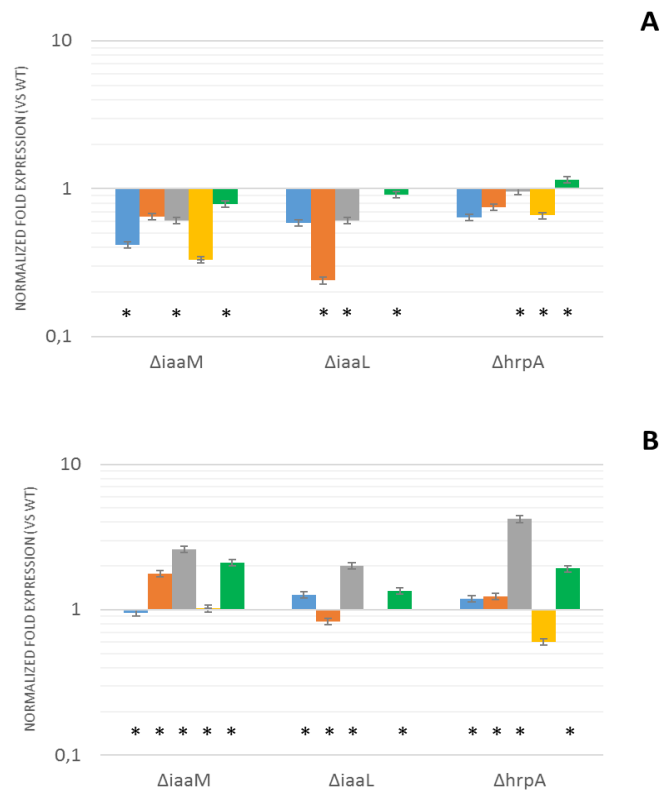 A
10
1
0,1
NORMALIZED FOLD EXPRESSION (VS WT)
* * * * * * * * *
ΔiaaM ΔiaaL ΔhrpA
B
10
1
0,1
NORMALIZED FOLD EXPRESSION (VS WT)
* * * * * * * * * * * * *
ΔiaaM ΔiaaL ΔhrpA